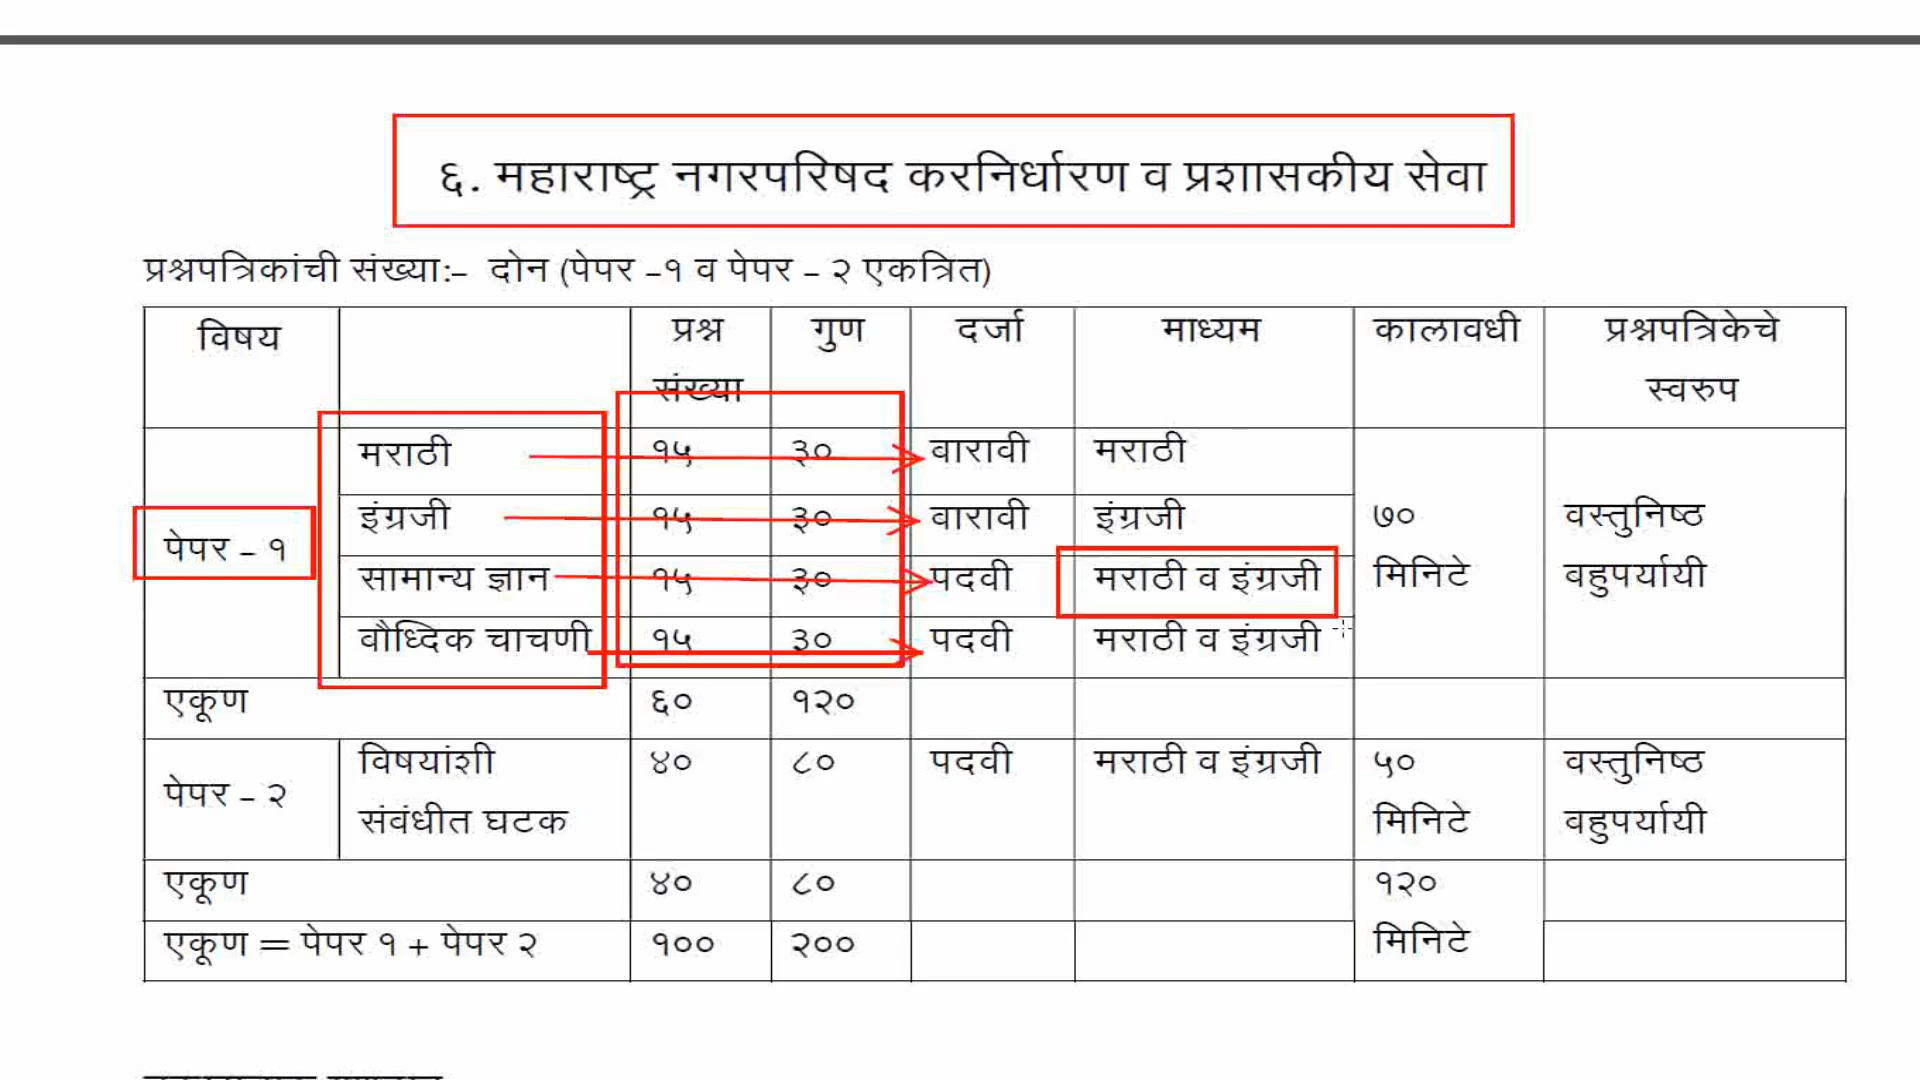 ६. महाराष्ट्र नगरपरिषद करनिर्धारण व प्रशासकीय सेवा
प्रश्नपत्रिकांची संख्या:– दोन (पेपर –१ व पेपर – २ एकत्रित)
विषय प्रश्न संख्या गुण दर्जा माध्यम कालावधी प्रश्नपत्रिकेचे स्वरुप
पेपर – १
मराठी १५ ३० बारावी मराठी
इंग्रजी १५ ३० बारावी इंग्रजी
सामान्य ज्ञान १५ ३० पदवी मराठी व इंग्रजी
बौध्दिक चाचणी १५ ३० पदवी मराठी व इंग्रजी
७० मिनिटे
वस्तुनिष्ठ बहुपर्यायी
एकूण ६० १२०
पेपर – २ विषयांशी संबंधीत घटक ४० ८० पदवी मराठी व इंग्रजी ५० मिनिटे वस्तुनिष्ठ बहुपर्यायी
एकूण ४० ८० १२० मिनिटे
एकूण = पेपर १ + पेपर २ १०० २००